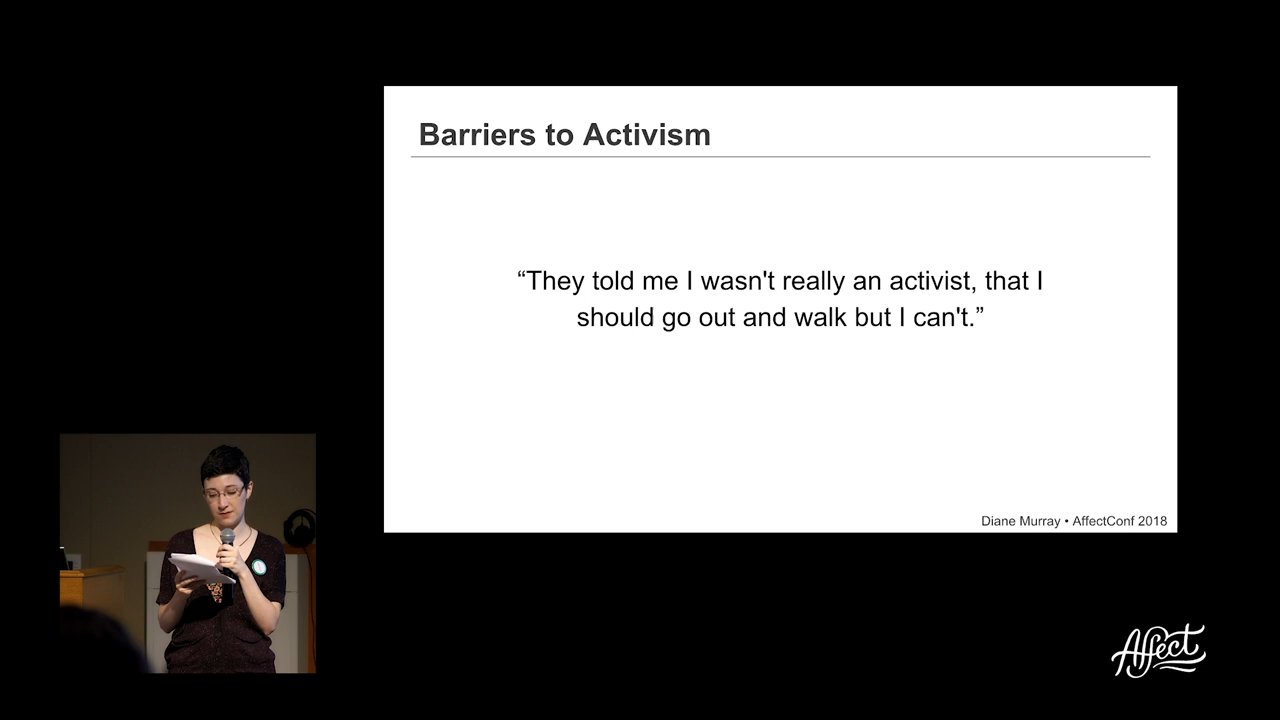 Barriers to Activism
“They told me I wasn't really an activist, that I
should go out and walk but I can't.”
Diane Murray • AffectConf 2018
Affect